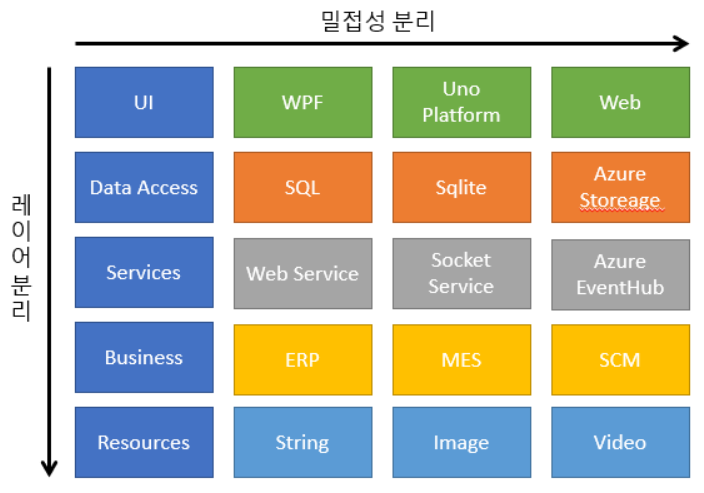 밀접성 분리
레이어 분리
UI
WPF
Uno
Platform
Web
Data Access
SQL
Sqlite
Azure
Storeage
Services
Web Service
Socket
Service
Azure
EventHub
Business
ERP
MES
SCM
Resources
String
Image
Video